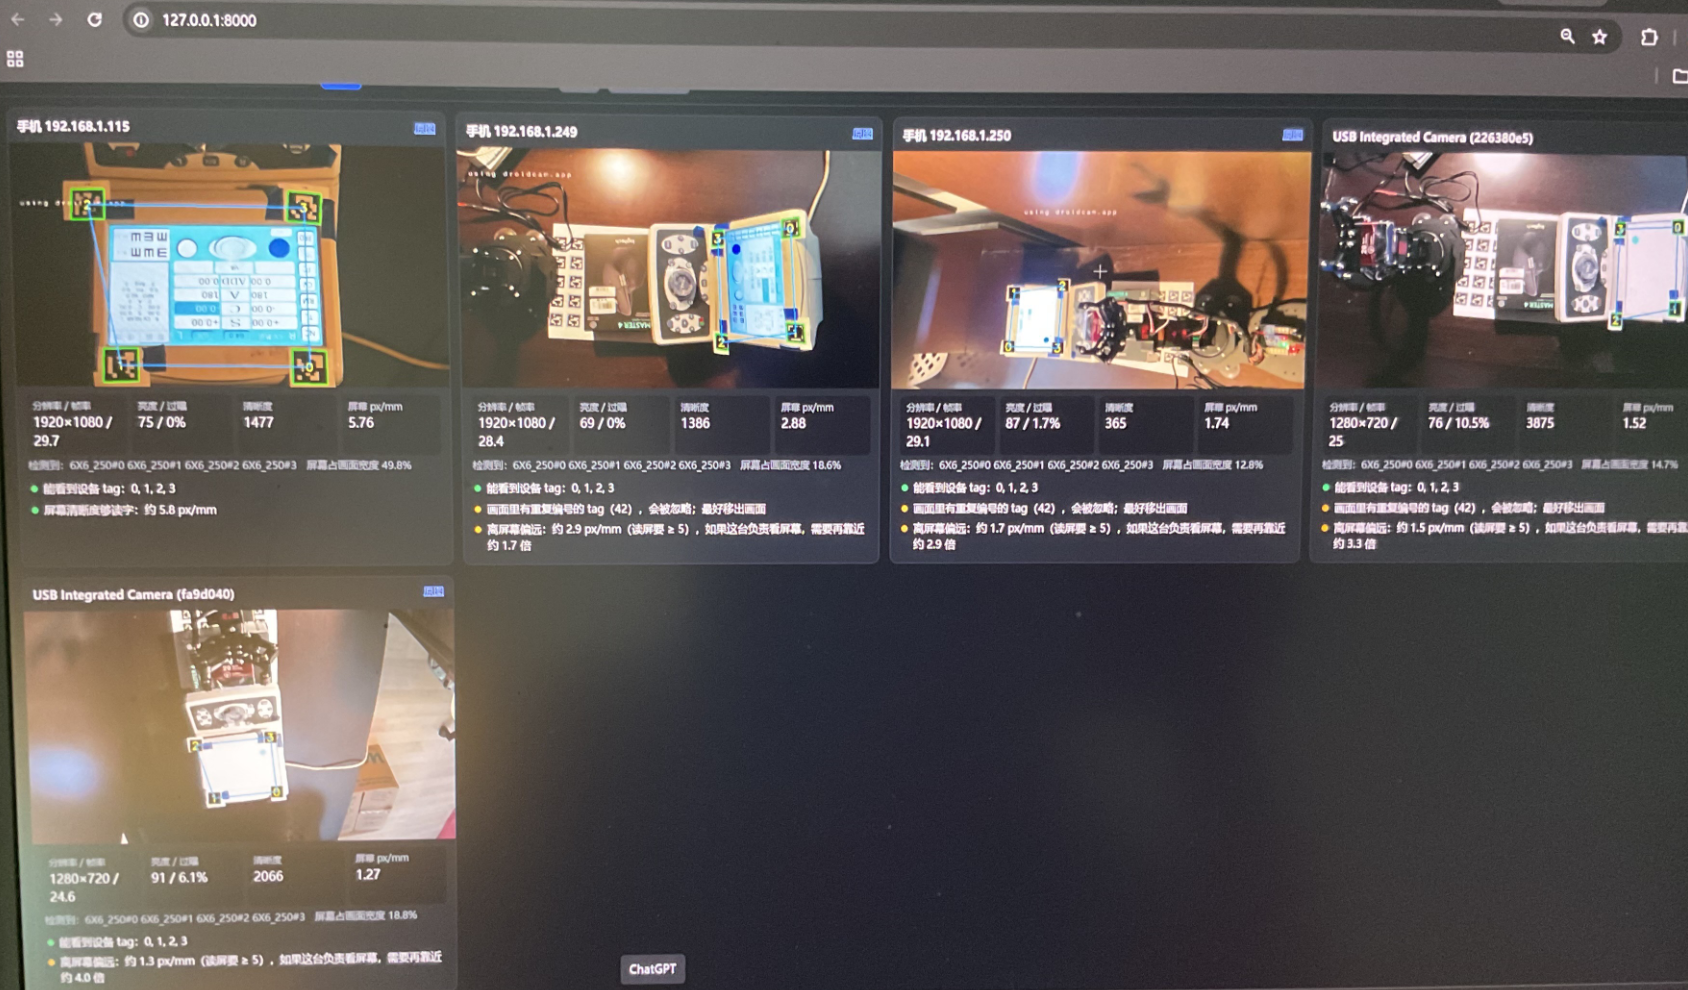 127.0.0.1:8000
手机 192.168.1.115
using dr
分辨率 / 帧率
1920×1080 /
29.7
亮度 / 过曝
75 / 0%
清晰度
1477
屏幕 px/mm
5.76
检测到: 6X6_250#0 6X6_250#1 6X6_250#2 6X6_250#3 屏幕占画面宽度 49.8%
能看到设备 tag: 0, 1, 2, 3
屏幕清晰度够读字: 约 5.8 px/mm
手机 192.168.1.249
using droidcam.app
MASTER 4
分辨率 / 帧率
1920×1080 /
28.4
亮度 / 过曝
69 / 0%
清晰度
1386
屏幕 px/mm
2.88
检测到: 6X6_250#0 6X6_250#1 6X6_250#2 6X6_250#3 屏幕占画面宽度 18.6%
能看到设备 tag: 0, 1, 2, 3
画面里有重复编号的 tag（42），会被忽略；最好移出画面
离屏幕偏远: 约 2.9 px/mm（读屏要 ≥ 5），如果这台负责看屏幕，需要再靠近
约 1.7 倍
手机 192.168.1.250
using droidcam.app
分辨率 / 帧率
1920×1080 /
29.1
亮度 / 过曝
87 / 1.7%
清晰度
365
屏幕 px/mm
1.74
检测到: 6X6_250#0 6X6_250#1 6X6_250#2 6X6_250#3 屏幕占画面宽度 12.8%
能看到设备 tag: 0, 1, 2, 3
画面里有重复编号的 tag（42），会被忽略；最好移出画面
离屏幕偏远: 约 1.7 px/mm（读屏要 ≥ 5），如果这台负责看屏幕，需要再靠近
约 2.9 倍
USB Integrated Camera (226380e5)
分辨率 / 帧率
1280×720 /
25
亮度 / 过曝
76 / 10.5%
清晰度
3875
屏幕 px/mm
1.52
检测到: 6X6_250#0 6X6_250#1 6X6_250#2 6X6_250#3 屏幕占画面宽度 14.7%
能看到设备 tag: 0, 1, 2, 3
画面里有重复编号的 tag（42），会被忽略；最好移出画面
离屏幕偏远: 约 1.5 px/mm（读屏要 ≥ 5），如果这台负责看屏幕，需要再靠
约 3.3 倍
USB Integrated Camera (fa9d040)
分辨率 / 帧率
1280×720 /
24.6
亮度 / 过曝
91 / 6.1%
清晰度
2066
屏幕 px/mm
1.27
检测到: 6X6_250#0 6X6_250#1 6X6_250#2 6X6_250#3 屏幕占画面宽度 18.8%
能看到设备 tag: 0, 1, 2, 3
离屏幕偏远: 约 1.3 px/mm（读屏要 ≥ 5），如果这台负责看屏幕，需要再靠近
约 4.0 倍
ChatGPT